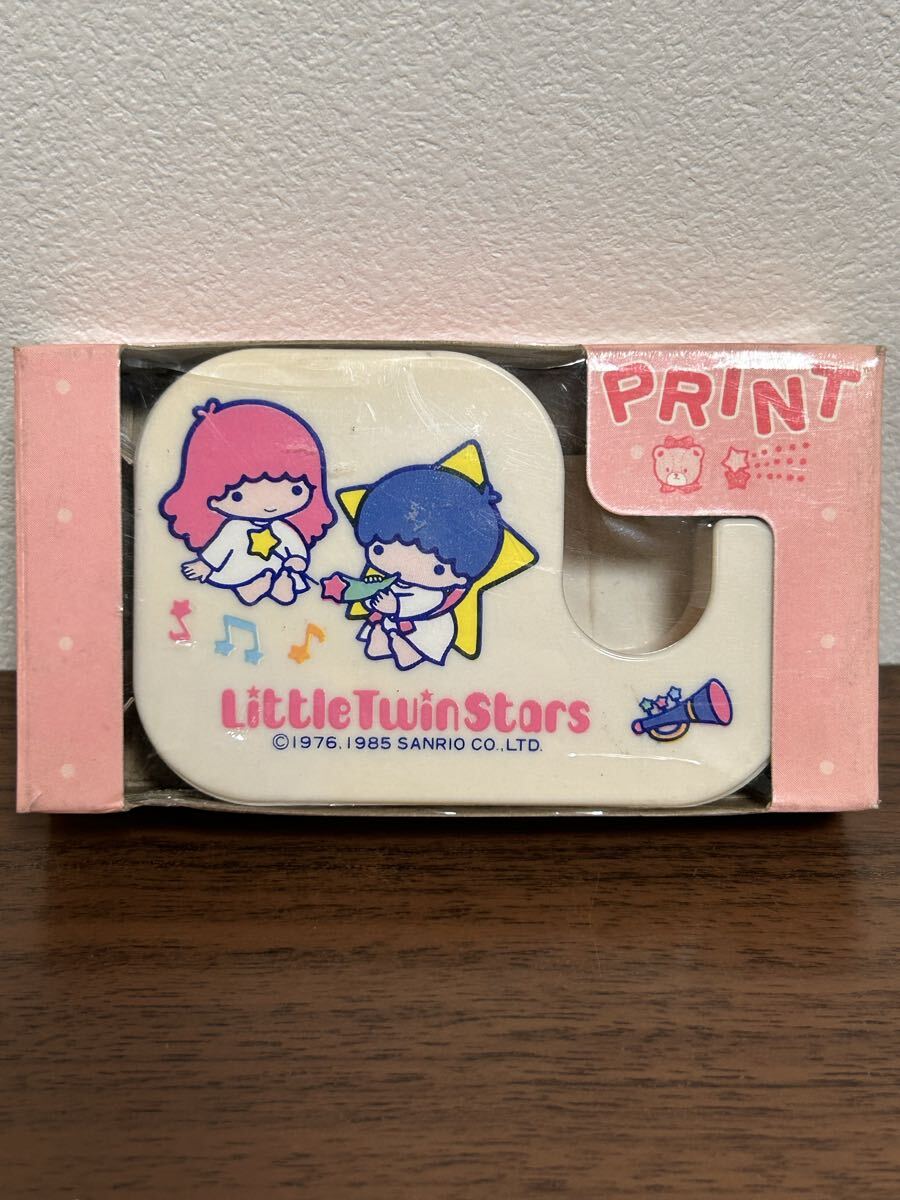 PRINT
LittleTwinStars
©1976, 1985 SANRIO CO., LTD.